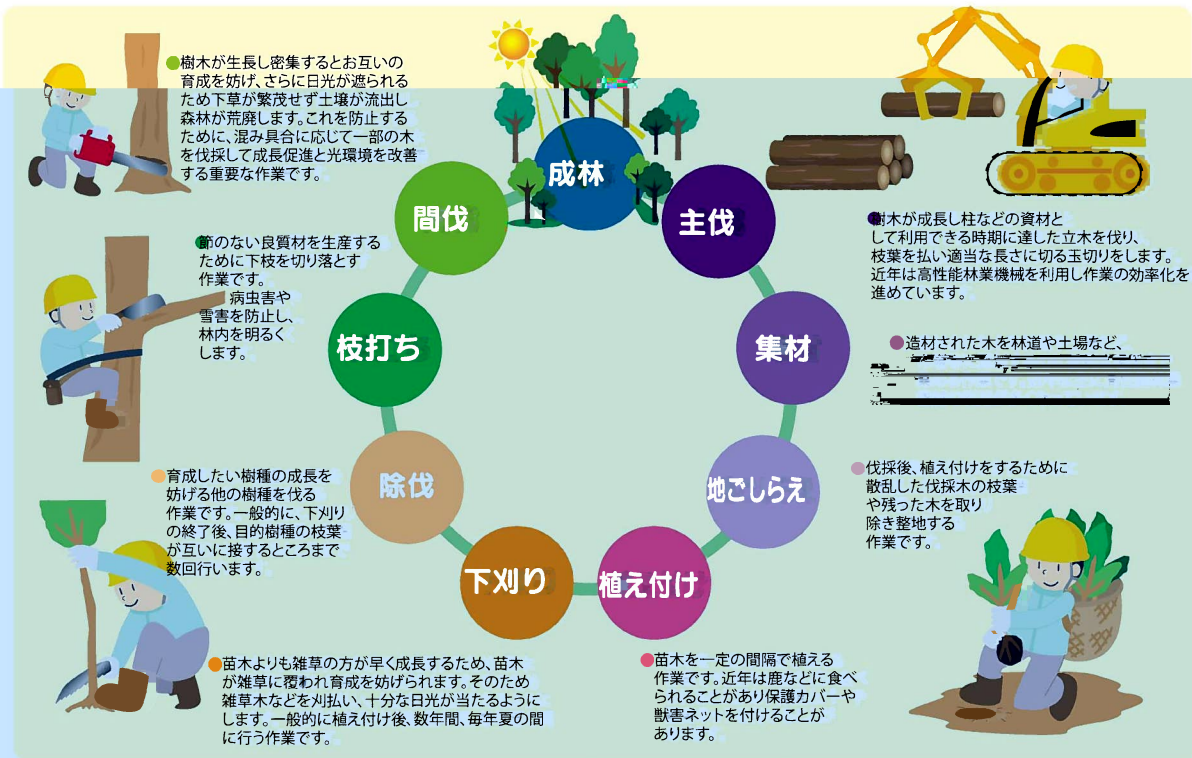 成林
主伐
集材
地ごしらえ
植え付け
下刈り
除伐
枝打ち
間伐
樹木が生長し密集するとお互いの
育成を妨げ、さらに日光が遮られる
ため下草が繁茂せず土壌が流出し
森林が荒廃します。これを防止する
ために、混み具合に応じて一部の木
を伐採して成長促進と光環境を改善
する重要な作業です。
樹木が成長し柱などの資材と
して利用できる時期に達した立木を伐り、
枝葉を払い適当な長さに切る玉切りをします。
近年は高性能林業機械を利用し作業の効率化を
進めています。
節のない良質材を生産する
ために下枝を切り落とす
作業です。
病虫害や
雪害を防止し、
林内を明るく
します。
造材された木を林道や土場など、
育成したい樹種の成長を
妨げる他の樹種を伐る
作業です。一般的に、下刈り
の終了後、目的樹種の枝葉
が互いに接するところまで
数回行います。
伐採後、植え付けをするために
散乱した伐採木の枝葉
や残った木を取り
除き整地する
作業です。
苗木よりも雑草の方が早く成長するため、苗木
が雑草に覆われ育成を妨げられます。そのため
雑草木などを刈払い、十分な日光が当たるように
します。一般的に植え付け後、数年間、毎年夏の間
に行う作業です。
苗木を一定の間隔で植える
作業です。近年は鹿などに食べ
られることがあり保護カバーや
獣害ネットを付けることが
あります。